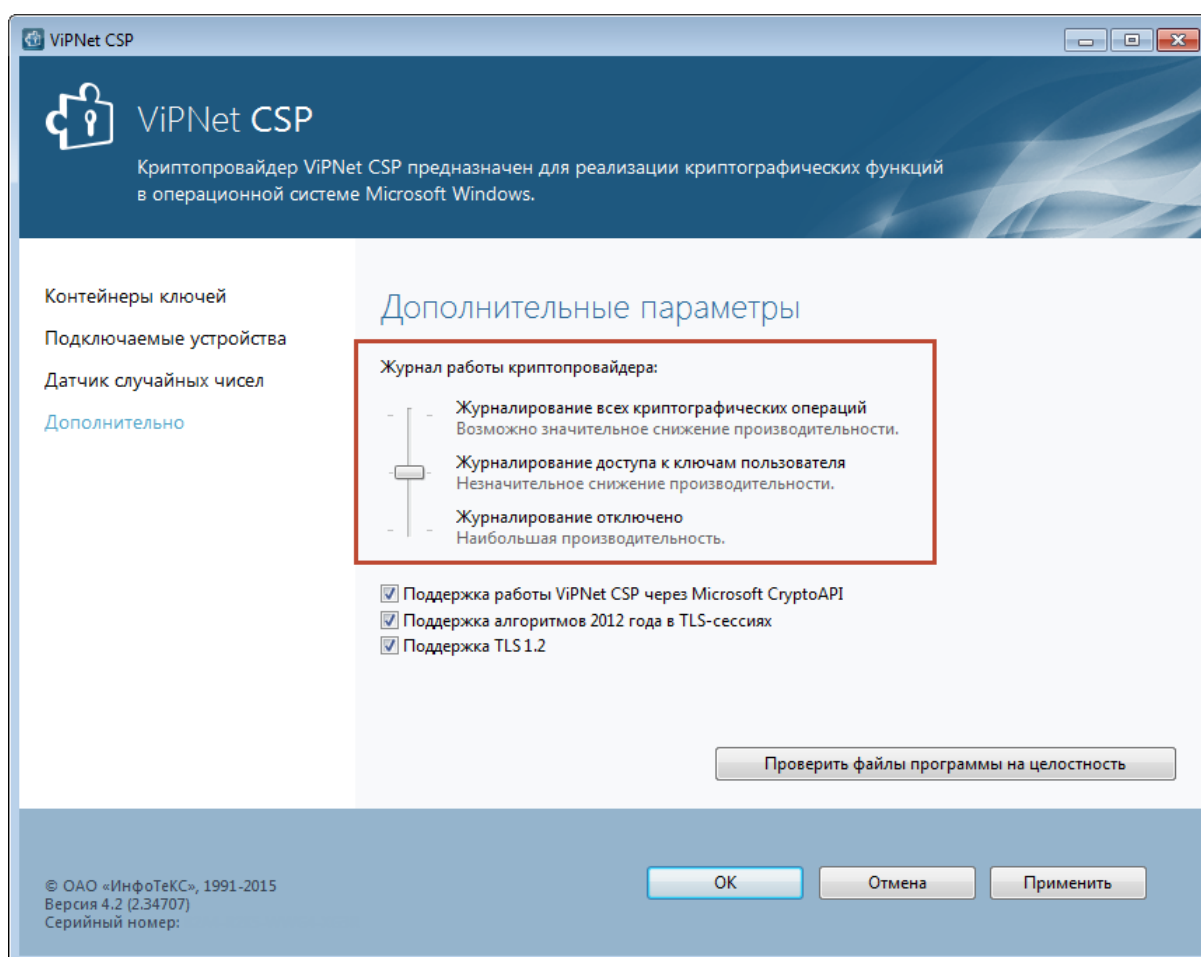 ViPNet CSP
ViPNet CSP
Криптопровайдер ViPNet CSP предназначен для реализации криптографических функций
в операционной системе Microsoft Windows.
Контейнеры ключей
Подключаемые устройства
Датчик случайных чисел
Дополнительно
Дополнительные параметры
Журнал работы криптопровайдера:
Журналирование всех криптографических операций
Возможно значительное снижение производительности.
Журналирование доступа к ключам пользователя
Незначительное снижение производительности.
Журналирование отключено
Наибольшая производительность.
Поддержка работы ViPNet CSP через Microsoft CryptoAPI
Поддержка алгоритмов 2012 года в TLS-сессиях
Поддержка TLS 1.2
Проверить файлы программы на целостность
© ОАО «ИнфоТеКС», 1991-2015
Версия 4.2 (2.34707)
Серийный номер:
OK
Отмена
Применить